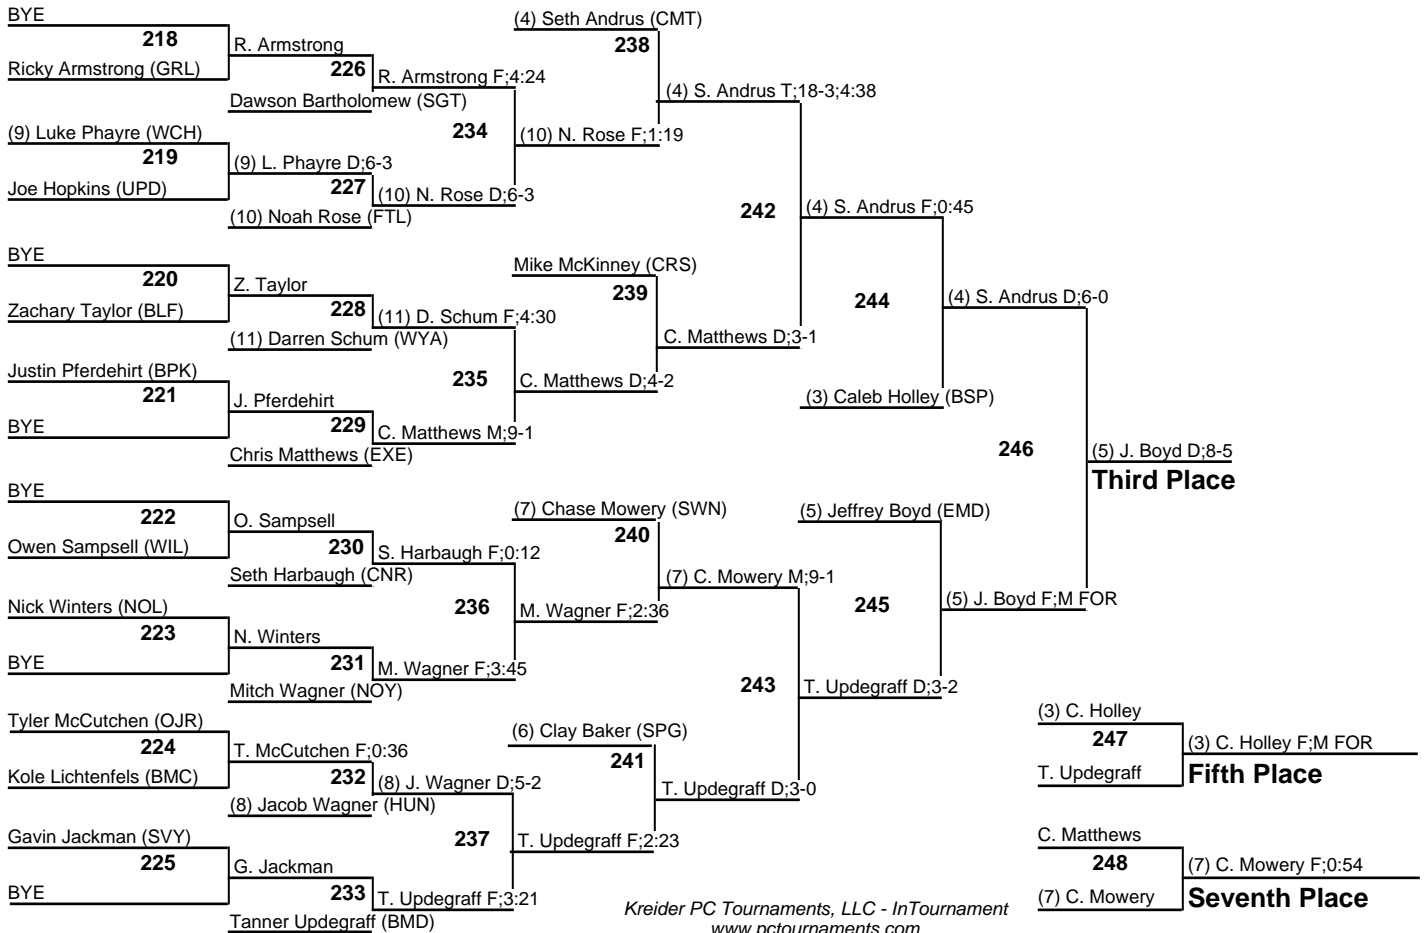 BYE
218
Ricky Armstrong (GRL)
(9) Luke Phayre (WCH)
219
Joe Hopkins (UPD)
BYE
220
Zachary Taylor (BLF)
Justin Pferdehirt (BPK)
221
BYE
BYE
222
Owen Sampsell (WIL)
Nick Winters (NOL)
223
BYE
Tyler McCutchen (OJR)
224
Kole Lichtenfels (BMC)
Gavin Jackman (SVY)
225
BYE
R. Armstrong
226
Dawson Bartholomew (SGT)
(9) L. Phayre D;6-3
227
(10) Noah Rose (FTL)
Z. Taylor
228
(11) Darren Schum (WYA)
J. Pferdehirt
229
Chris Matthews (EXE)
O. Sampsell
230
Seth Harbaugh (CNR)
N. Winters
231
Mitch Wagner (NOY)
T. McCutchen F;0:36
232
(8) Jacob Wagner (HUN)
G. Jackman
233
Tanner Updegraff (BMD)
R. Armstrong F;4:24
234
(10) N. Rose D;6-3
(11) D. Schum F;4:30
235
C. Matthews M;9-1
S. Harbaugh F;0:12
236
M. Wagner F;3:45
(8) J. Wagner D;5-2
237
T. Updegraff F;3:21
(4) Seth Andrus (CMT)
238
(10) N. Rose F;1:19
Mike McKinney (CRS)
239
C. Matthews D;4-2
(7) Chase Mowery (SWN)
240
M. Wagner F;2:36
(6) Clay Baker (SPG)
241
T. Updegraff F;2:23
(4) S. Andrus T;18-3;4:38
242
C. Matthews D;3-1
(7) C. Mowery M;9-1
243
T. Updegraff D;3-0
(4) S. Andrus F;0:45
244
(3) Caleb Holley (BSP)
(5) Jeffrey Boyd (EMD)
245
T. Updegraff D;3-2
(4) S. Andrus D;6-0
246
(5) J. Boyd F;M FOR
(5) J. Boyd D;8-5
Third Place
(3) C. Holley
247
T. Updegraff
(3) C. Holley F;M FOR
Fifth Place
C. Matthews
248
(7) C. Mowery
(7) C. Mowery F;0:54
Seventh Place
Kreider PC Tournaments, LLC - InTournament
www.pctournaments.com